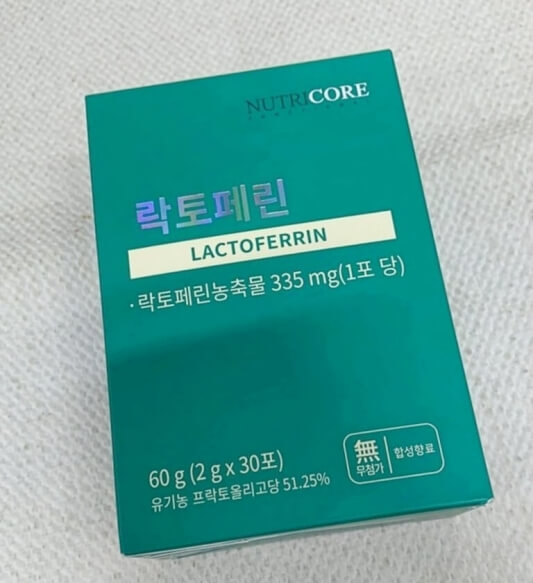 NUTRICORE
락토페린
LACTOFERRIN
·락토페린농축물 335 mg(1포 당)
60 g (2 g x 30포)
유기농 프락토올리고당 51.25%
無
무첨가
합성향료